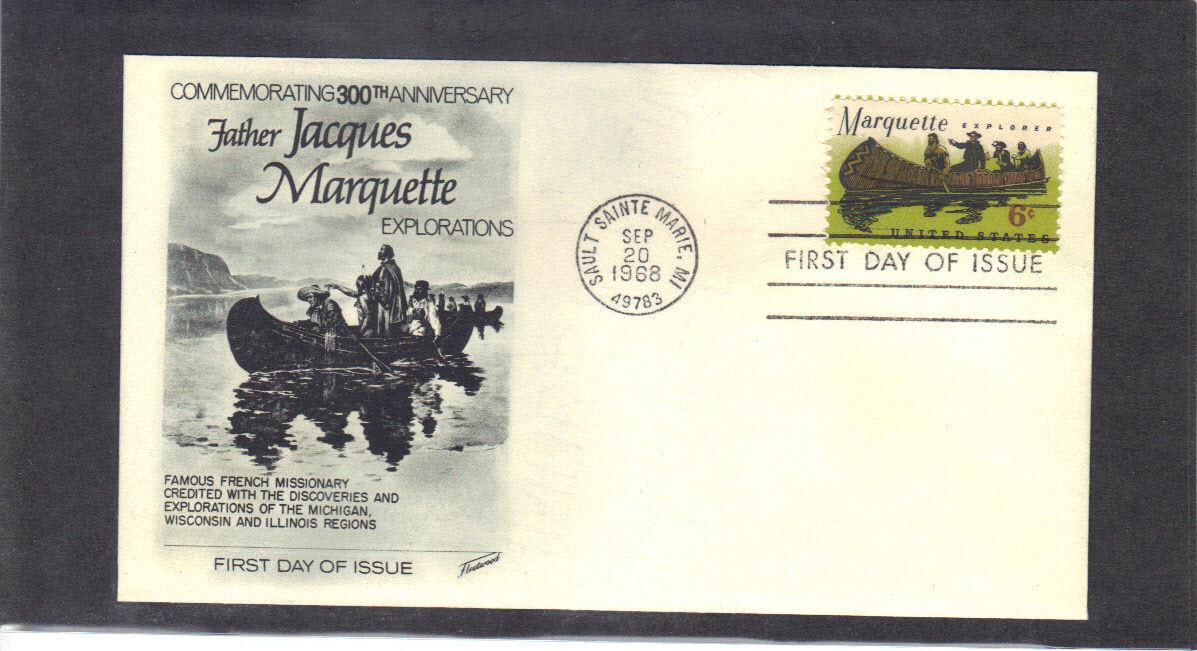 COMMEMORATING 300TH ANNIVERSARY
Father Jacques
Marquette
EXPLORATIONS
FAMOUS FRENCH MISSIONARY
CREDITED WITH THE DISCOVERIES AND
EXPLORATIONS OF THE MICHIGAN,
WISCONSIN AND ILLINOIS REGIONS
FIRST DAY OF ISSUE
Fleetwood
SAULT SAINTE MARIE, MI
SEP
20
1968
49783
Marquette EXPLORER
6c
UNITED STATES
FIRST DAY OF ISSUE